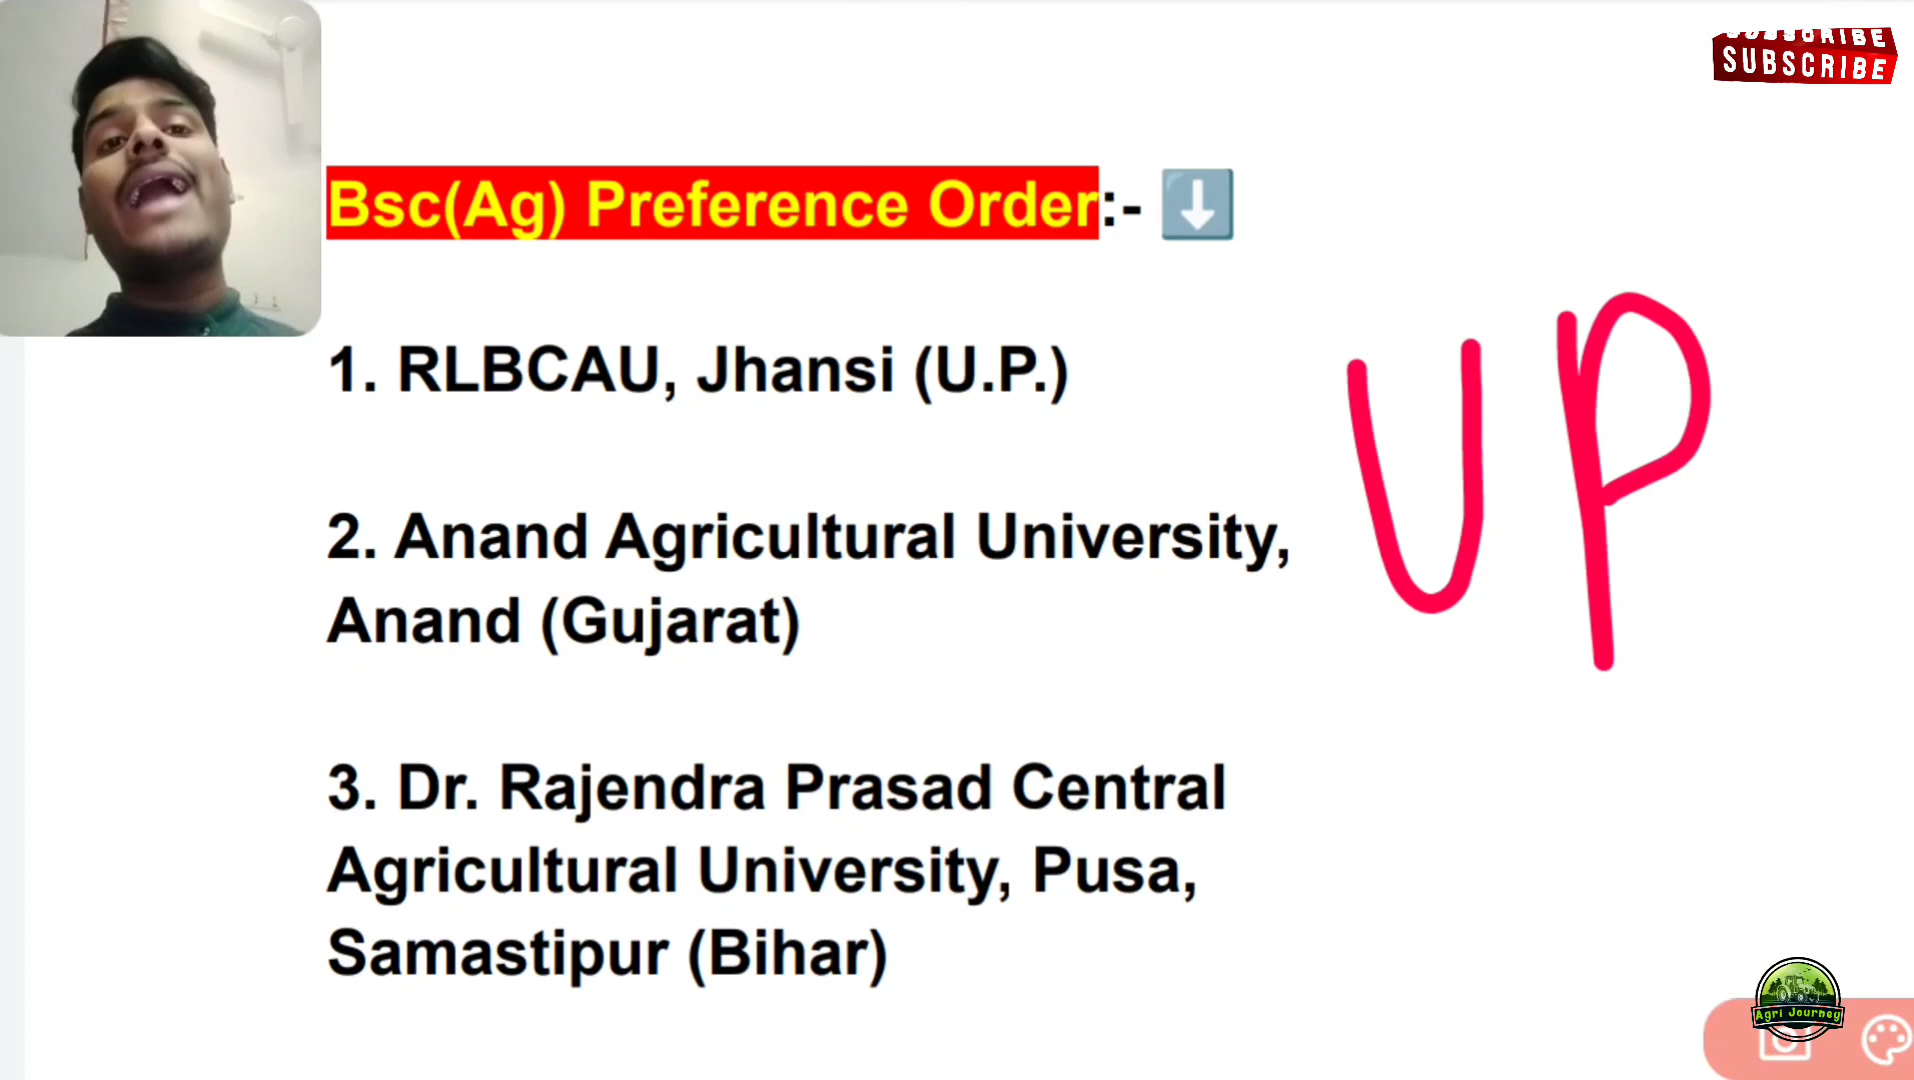 SUBSCRIBE
SUBSCRIBE
Bsc(Ag) Preference Order:- ⬇️
1. RLBCAU, Jhansi (U.P.)
UP
2. Anand Agricultural University,
Anand (Gujarat)
3. Dr. Rajendra Prasad Central
Agricultural University, Pusa,
Samastipur (Bihar)
Agri Journey